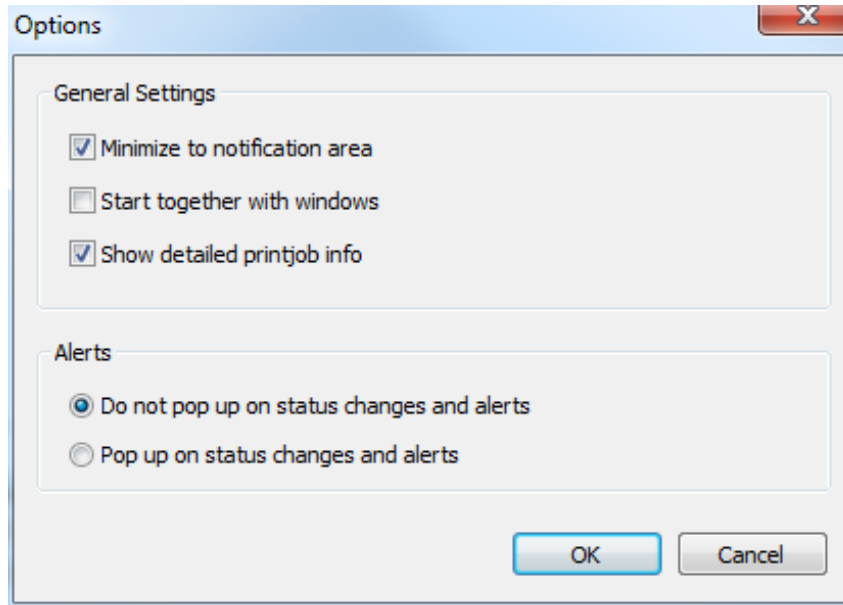 Options
General Settings
Minimize to notification area
Start together with windows
Show detailed printjob info
Alerts
Do not pop up on status changes and alerts
Pop up on status changes and alerts
OK
Cancel